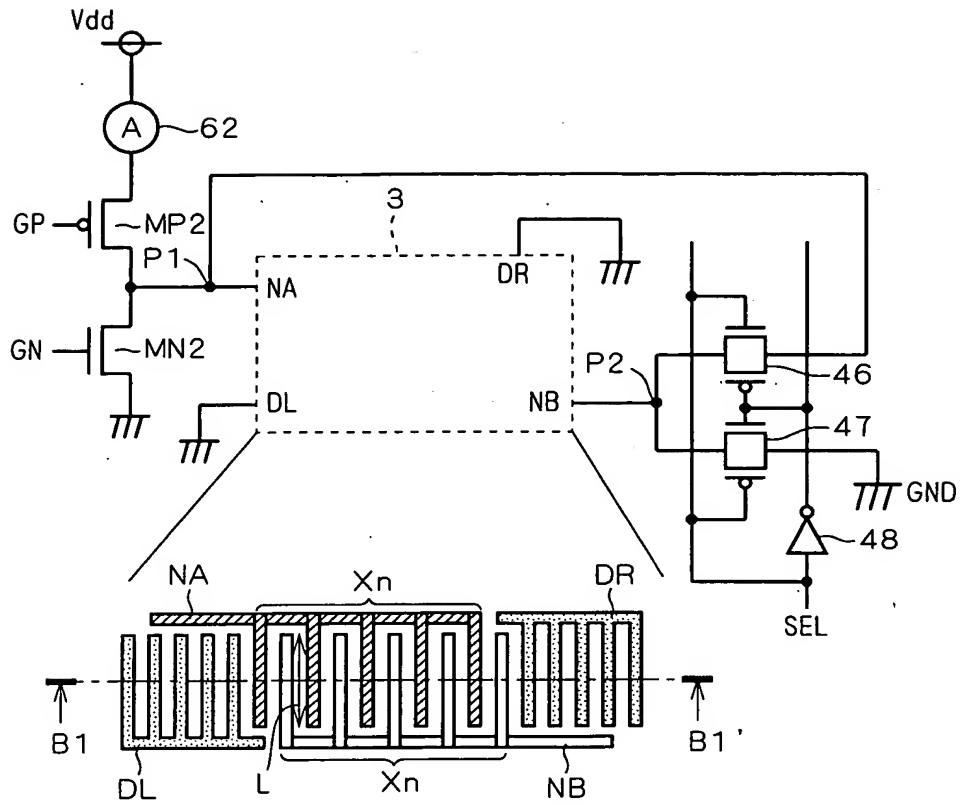 Vdd
A 62
GP MP2
P1
3
NA
DR
GN MN2
DL
NB
P2
46
47
GND
48
SEL
NA
Xn
DR
B1
B1'
DL
L
Xn
NB